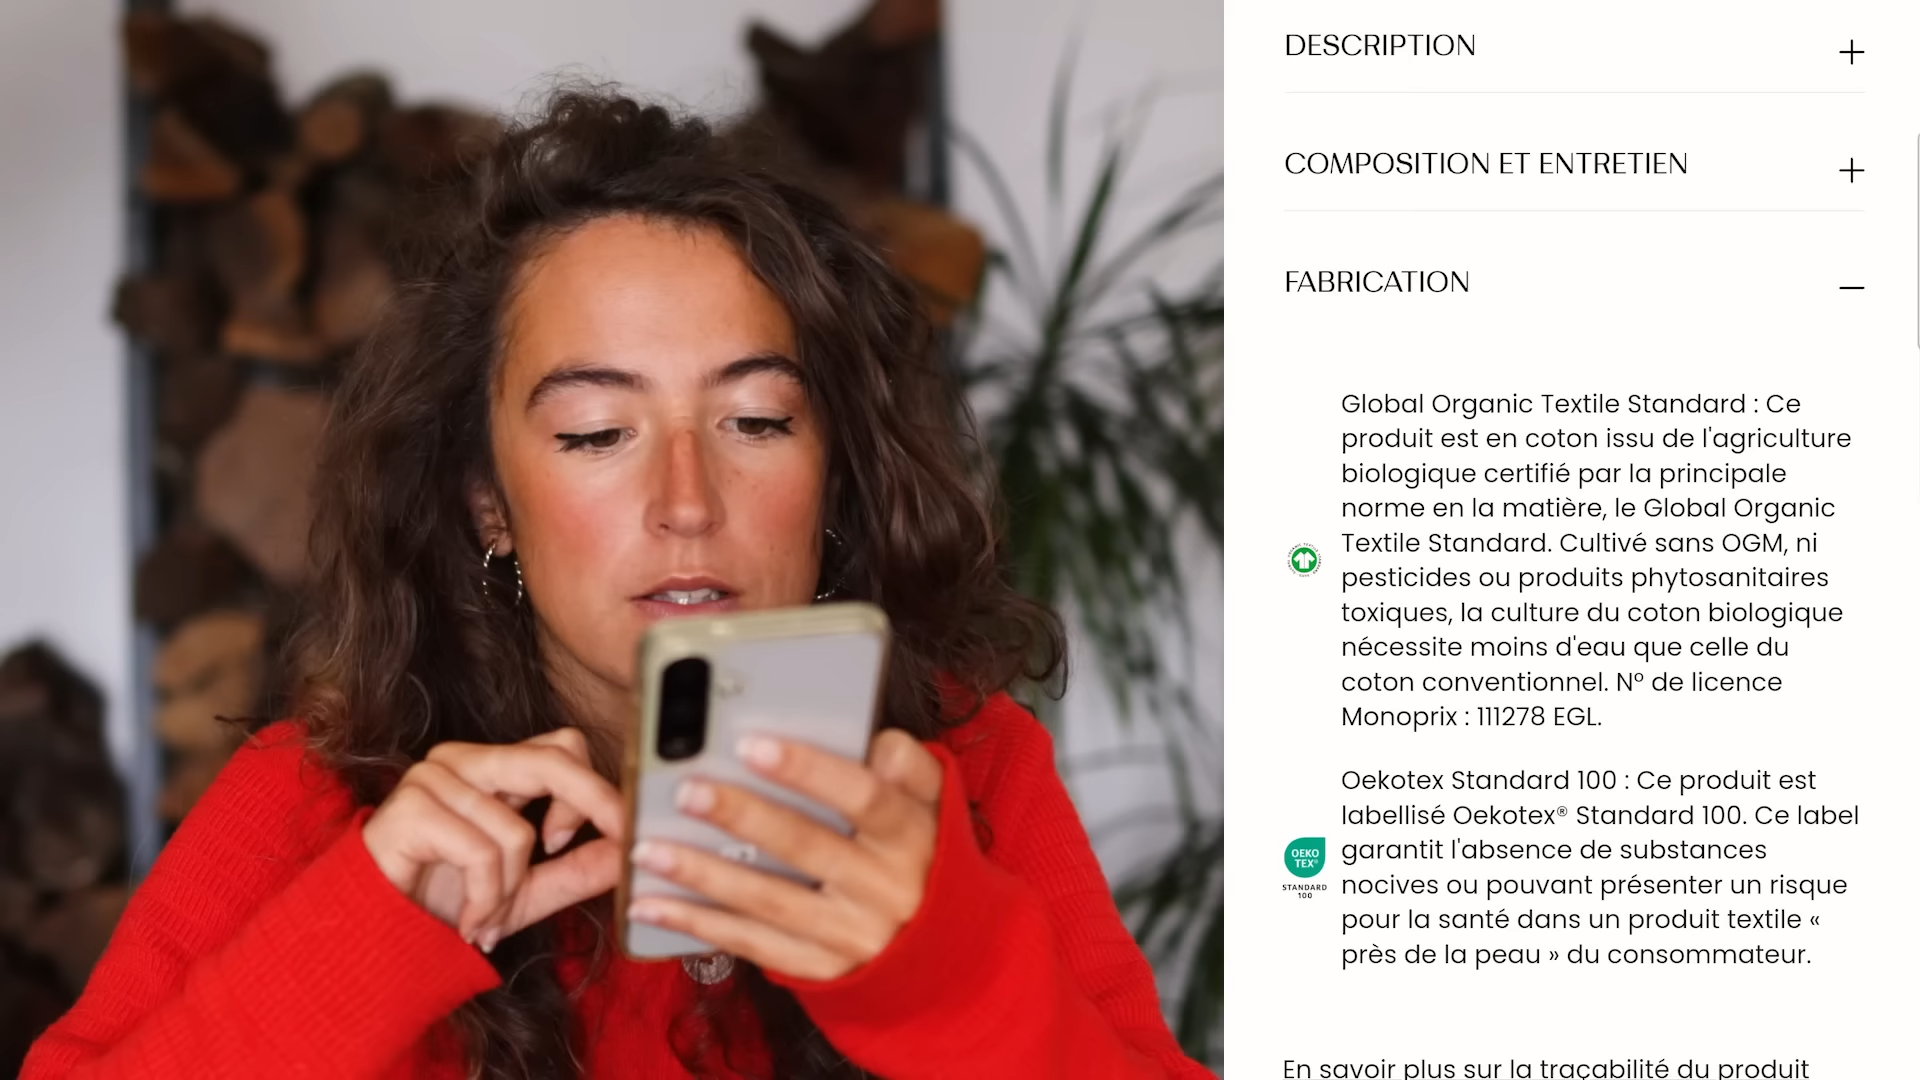 DESCRIPTION
COMPOSITION ET ENTRETIEN
FABRICATION
Global Organic Textile Standard : Ce
produit est en coton issu de l'agriculture
biologique certifié par la principale
norme en la matière, le Global Organic
Textile Standard. Cultivé sans OGM, ni
pesticides ou produits phytosanitaires
toxiques, la culture du coton biologique
nécessite moins d'eau que celle du
coton conventionnel. N° de licence
Monoprix : 111278 EGL.
Oekotex Standard 100 : Ce produit est
labellisé Oekotex® Standard 100. Ce label
garantit l'absence de substances
nocives ou pouvant présenter un risque
pour la santé dans un produit textile «
près de la peau » du consommateur.
OEKO
TEX®
STANDARD
100
En savoir plus sur la traçabilité du produit